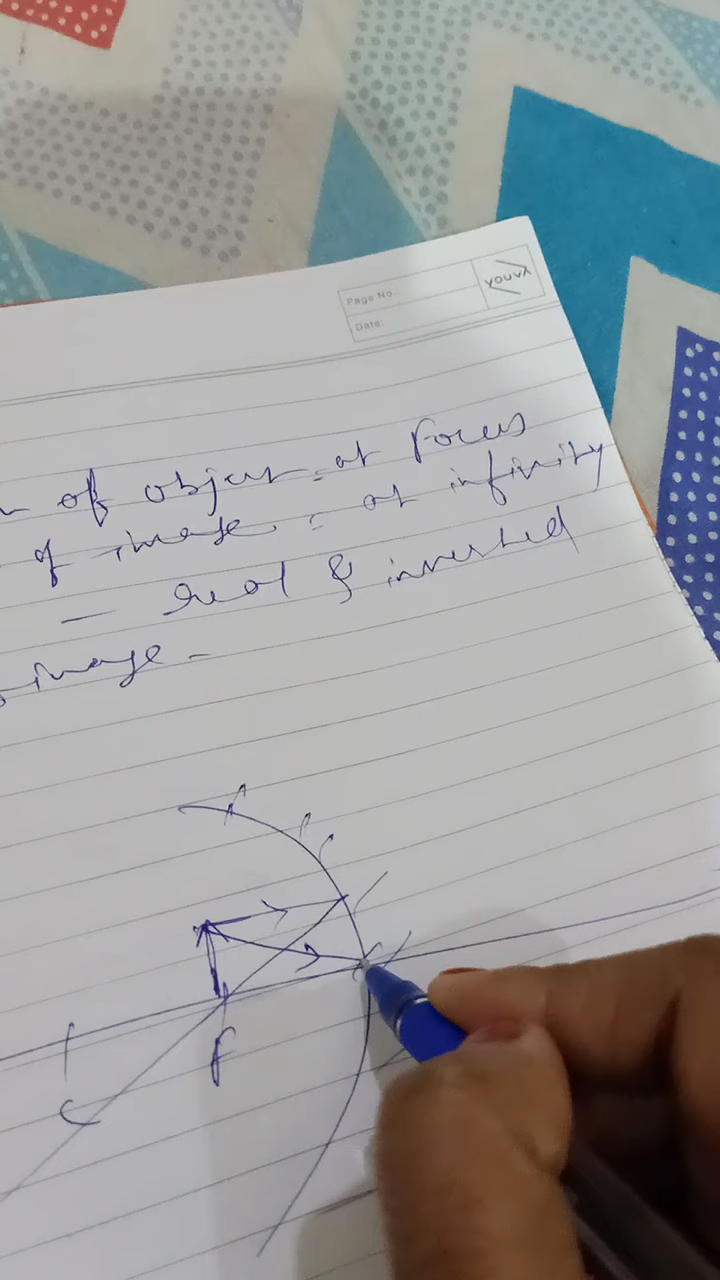 Page No.:
Date:
YOUVA
of object - at Focus
of image : at infinity
— real & inverted
image -
F
C